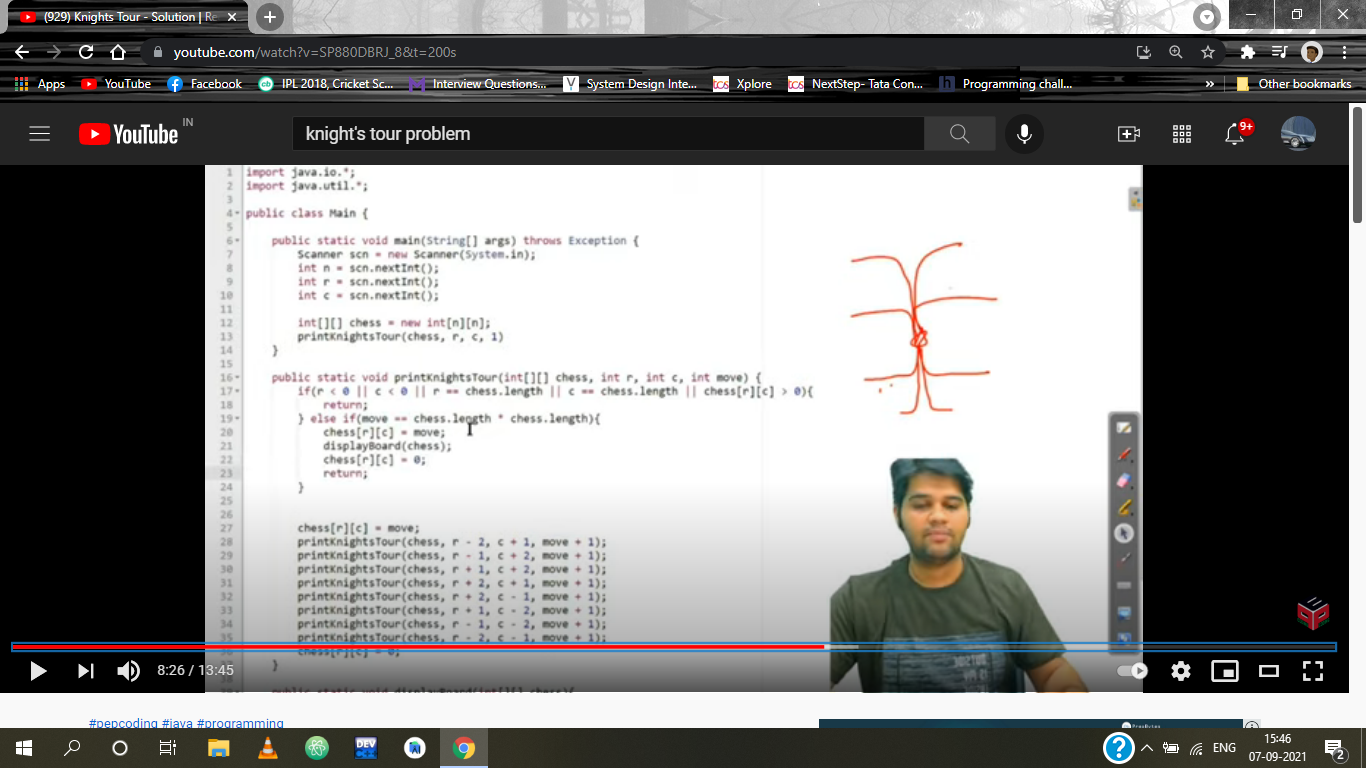 (929) Knights Tour - Solution | Re
youtube.com/watch?v=SP880DBRJ_8&t=200s
Apps YouTube Facebook IPL 2018, Cricket Sc... Interview Questions... System Design Inte... Xplore NextStep- Tata Con... Programming chall... » Other bookmarks
YouTube IN knight's tour problem 9+
1 import java.io.*;
2 import java.util.*;
3
4 public class Main {
5
6 public static void main(String[] args) throws Exception {
7 Scanner scn = new Scanner(System.in);
8 int n = scn.nextInt();
9 int r = scn.nextInt();
10 int c = scn.nextInt();
11
12 int[][] chess = new int[n][n];
13 printKnightsTour(chess, r, c, 1)
14 }
15
16 public static void printKnightsTour(int[][] chess, int r, int c, int move) {
17 if(r < 0 || c < 0 || r == chess.length || c == chess.length || chess[r][c] > 0){
18 return;
19 } else if(move == chess.length * chess.length){
20 chess[r][c] = move;
21 displayBoard(chess);
22 chess[r][c] = 0;
23 return;
24 }
25
26
27 chess[r][c] = move;
28 printKnightsTour(chess, r - 2, c + 1, move + 1);
29 printKnightsTour(chess, r - 1, c + 2, move + 1);
30 printKnightsTour(chess, r + 1, c + 2, move + 1);
31 printKnightsTour(chess, r + 2, c + 1, move + 1);
32 printKnightsTour(chess, r + 2, c - 1, move + 1);
33 printKnightsTour(chess, r + 1, c - 2, move + 1);
34 printKnightsTour(chess, r - 1, c - 2, move + 1);
35 printKnightsTour(chess, r - 2, c - 1, move + 1);
36 chess[r][c] = 0;
}
public static void displayBoard(int[][] chess){
8:26 / 13:45
#pepcoding #java #programming
DEV C++
ENG
15:46
07-09-2021
2